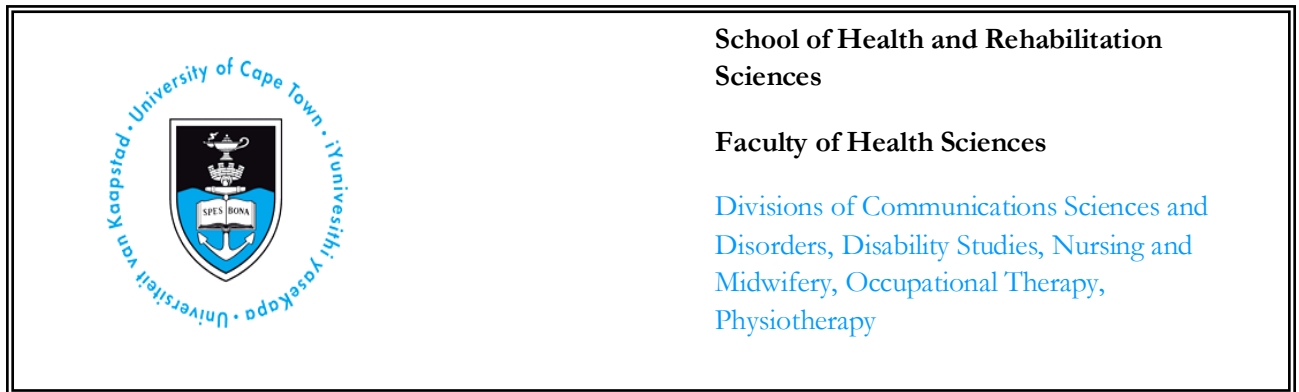 University of Cape Town · iYunivesithi yaseKapa · Universiteit van Kaapstad ·
SPES BONA
School of Health and Rehabilitation
Sciences
Faculty of Health Sciences
Divisions of Communications Sciences and
Disorders, Disability Studies, Nursing and
Midwifery, Occupational Therapy,
Physiotherapy